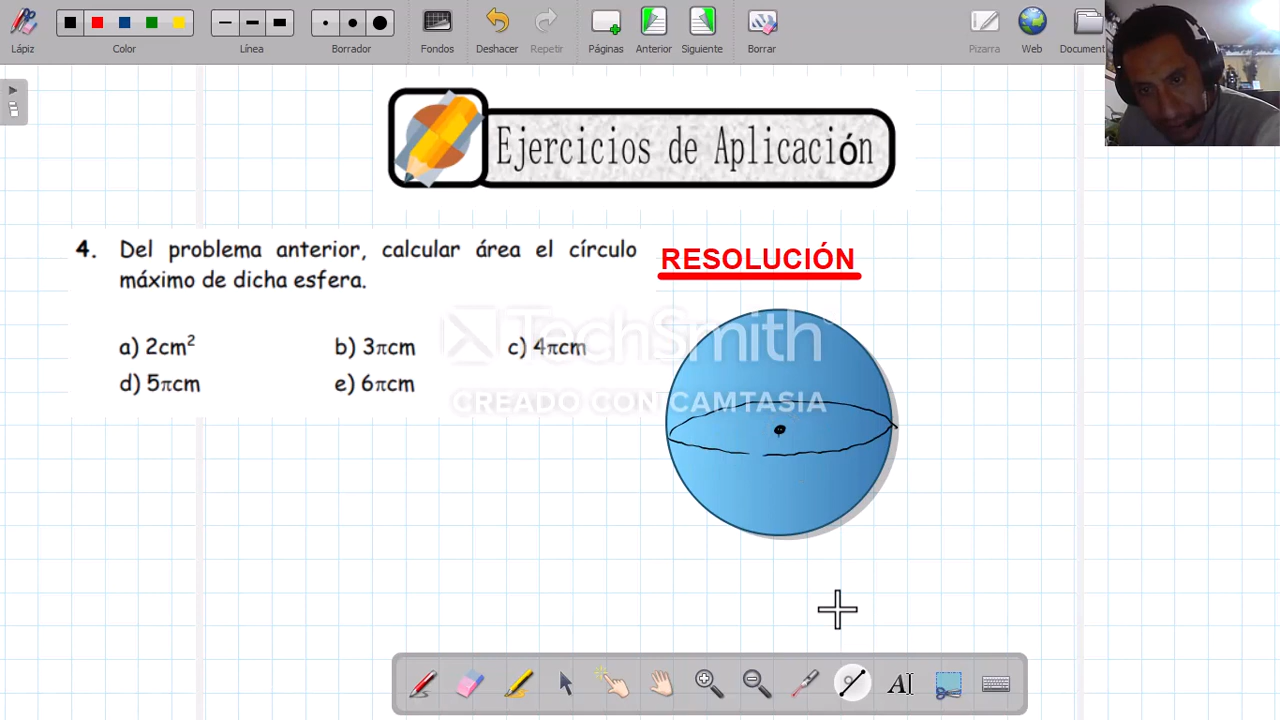 Lápiz
Color
Línea
Borrador
Fondos
Deshacer
Repetir
Páginas
Anterior
Siguiente
Borrar
Pizarra
Web
Document
Ejercicios de Aplicación
4. Del problema anterior, calcular área el círculo
máximo de dicha esfera.
RESOLUCIÓN
a) 2cm² b) 3πcm c) 4πcm
d) 5πcm e) 6πcm
TechSmith
CREADO CON CAMTASIA
AI